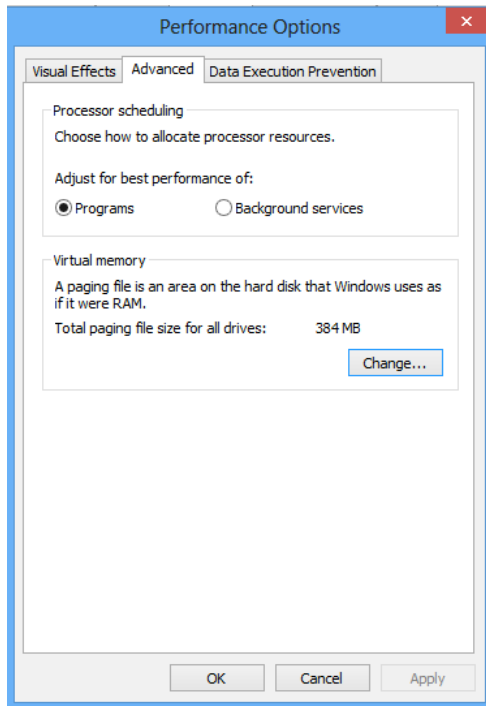 Performance Options
Visual Effects Advanced Data Execution Prevention
Processor scheduling
Choose how to allocate processor resources.
Adjust for best performance of:
Programs Background services
Virtual memory
A paging file is an area on the hard disk that Windows uses as
if it were RAM.
Total paging file size for all drives: 384 MB
Change...
OK Cancel Apply